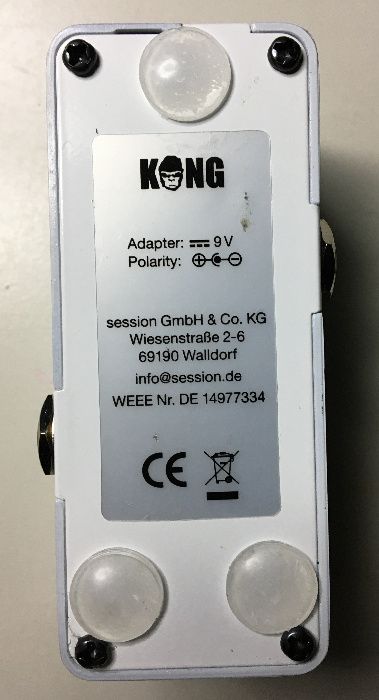 KONG
Adapter: ⎓ 9 V
Polarity:
session GmbH & Co. KG
Wiesenstraße 2-6
69190 Walldorf
info@session.de
WEEE Nr. DE 14977334
CE